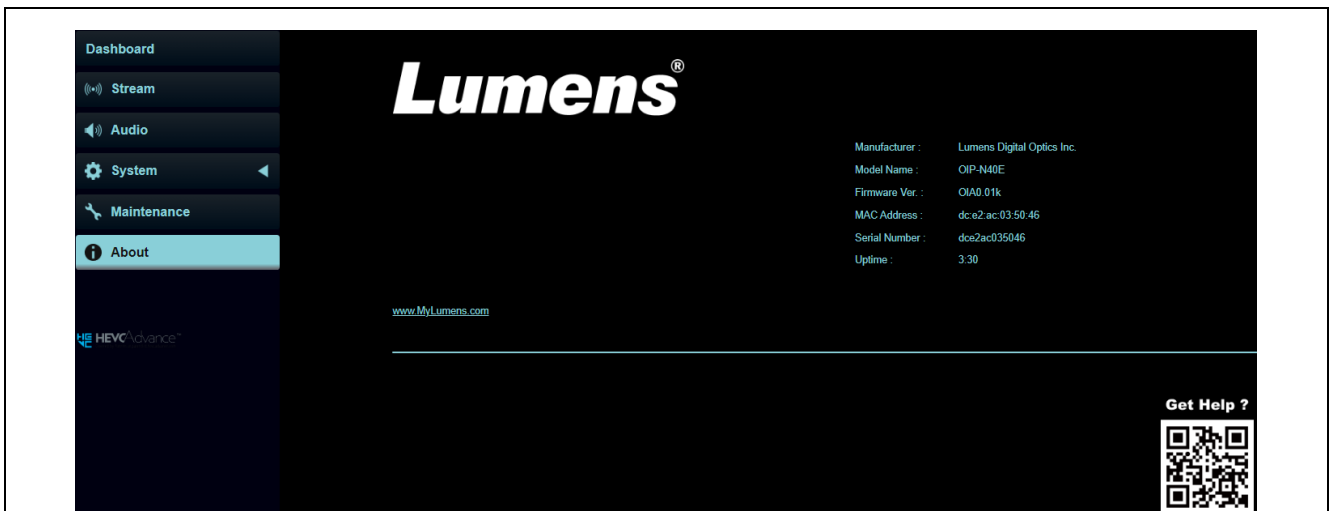 Dashboard
Stream
Audio
System
Maintenance
About
HEVCAdvance™
Lumens®
Manufacturer : Lumens Digital Optics Inc.
Model Name : OIP-N40E
Firmware Ver. : OIA0.01k
MAC Address : dc:e2:ac:03:50:46
Serial Number : dce2ac035046
Uptime : 3:30
www.MyLumens.com
Get Help ?